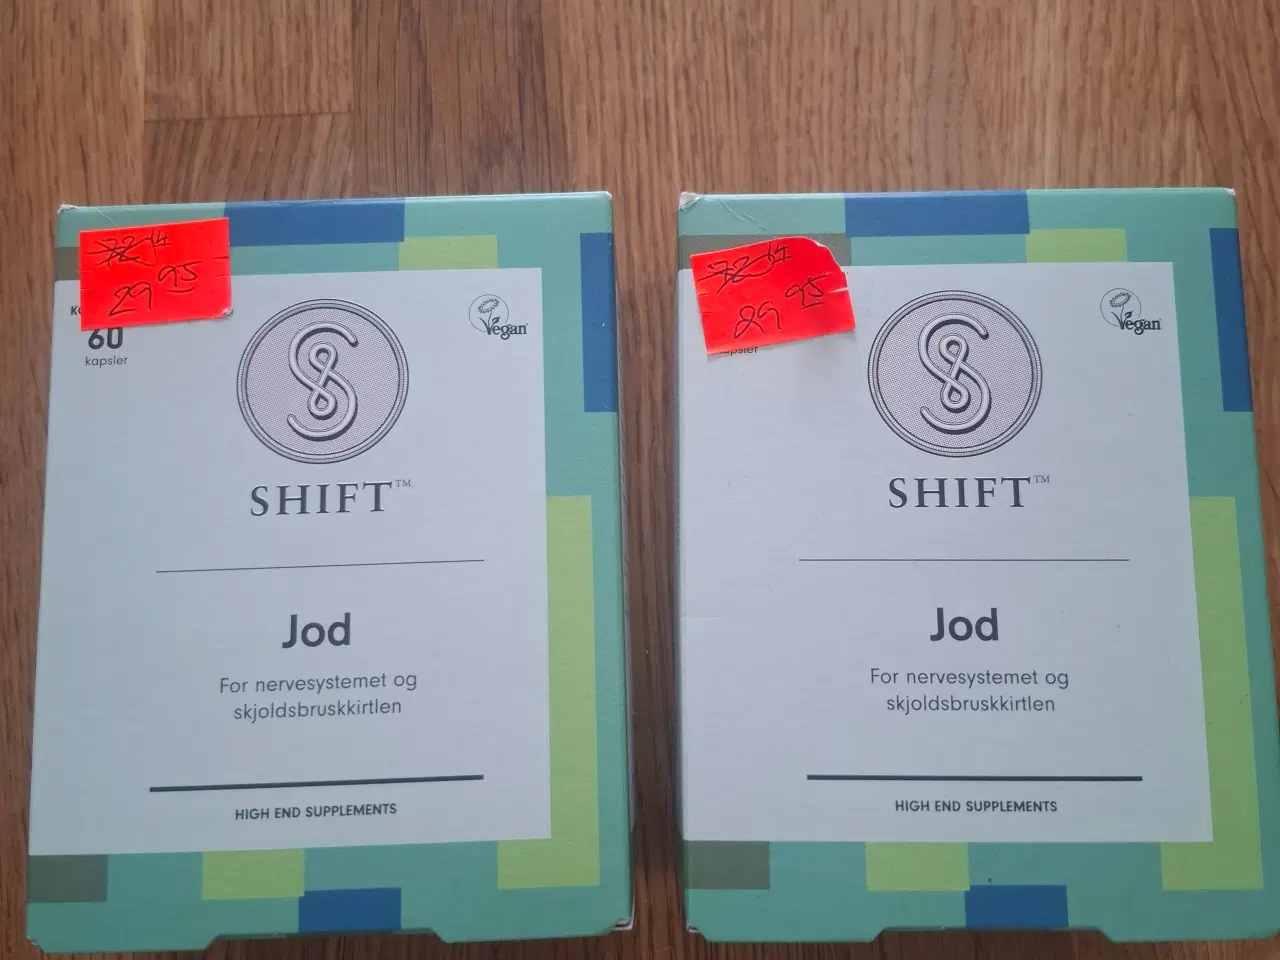 29 95
60
kapsler
Vegan
SHIFT™
Jod
For nervesystemet og
skjoldsbruskkirtlen
HIGH END SUPPLEMENTS
29 95
Vegan
SHIFT™
Jod
For nervesystemet og
skjoldsbruskkirtlen
HIGH END SUPPLEMENTS